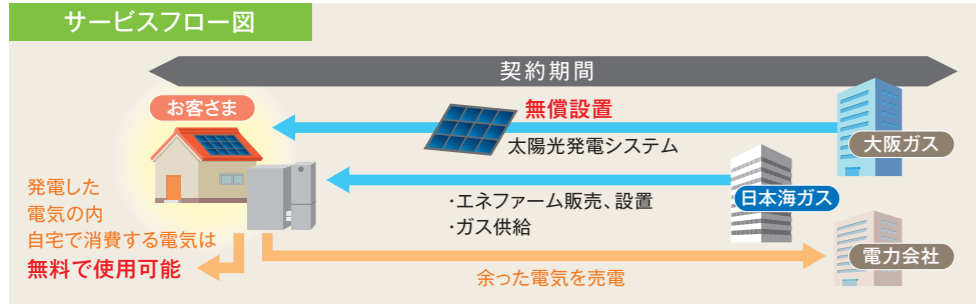 サービスフロー図
契約期間
お客さま
無償設置
太陽光発電システム
大阪ガス
・エネファーム販売、設置
・ガス供給
日本海ガス
発電した
電気の内
自宅で消費する電気は
無料で使用可能
余った電気を売電
電力会社